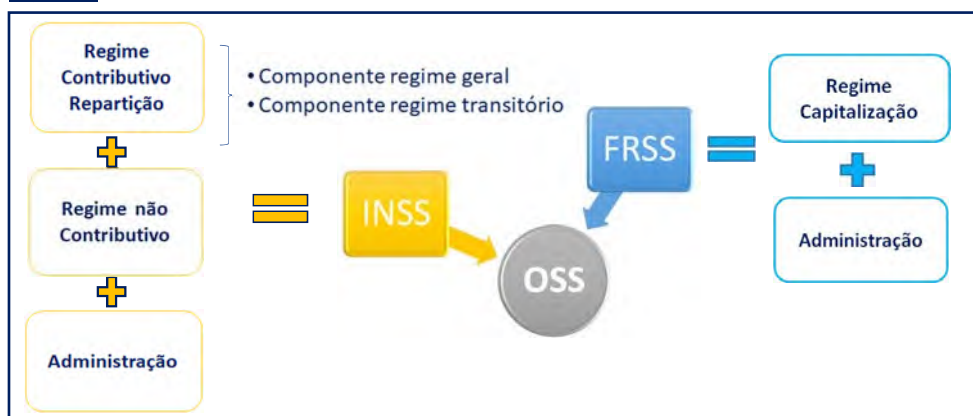 Regime
Contributivo
Repartição
• Componente regime geral
• Componente regime transitório
Regime não
Contributivo
Administração
INSS
OSS
FRSS
Regime
Capitalização
Administração